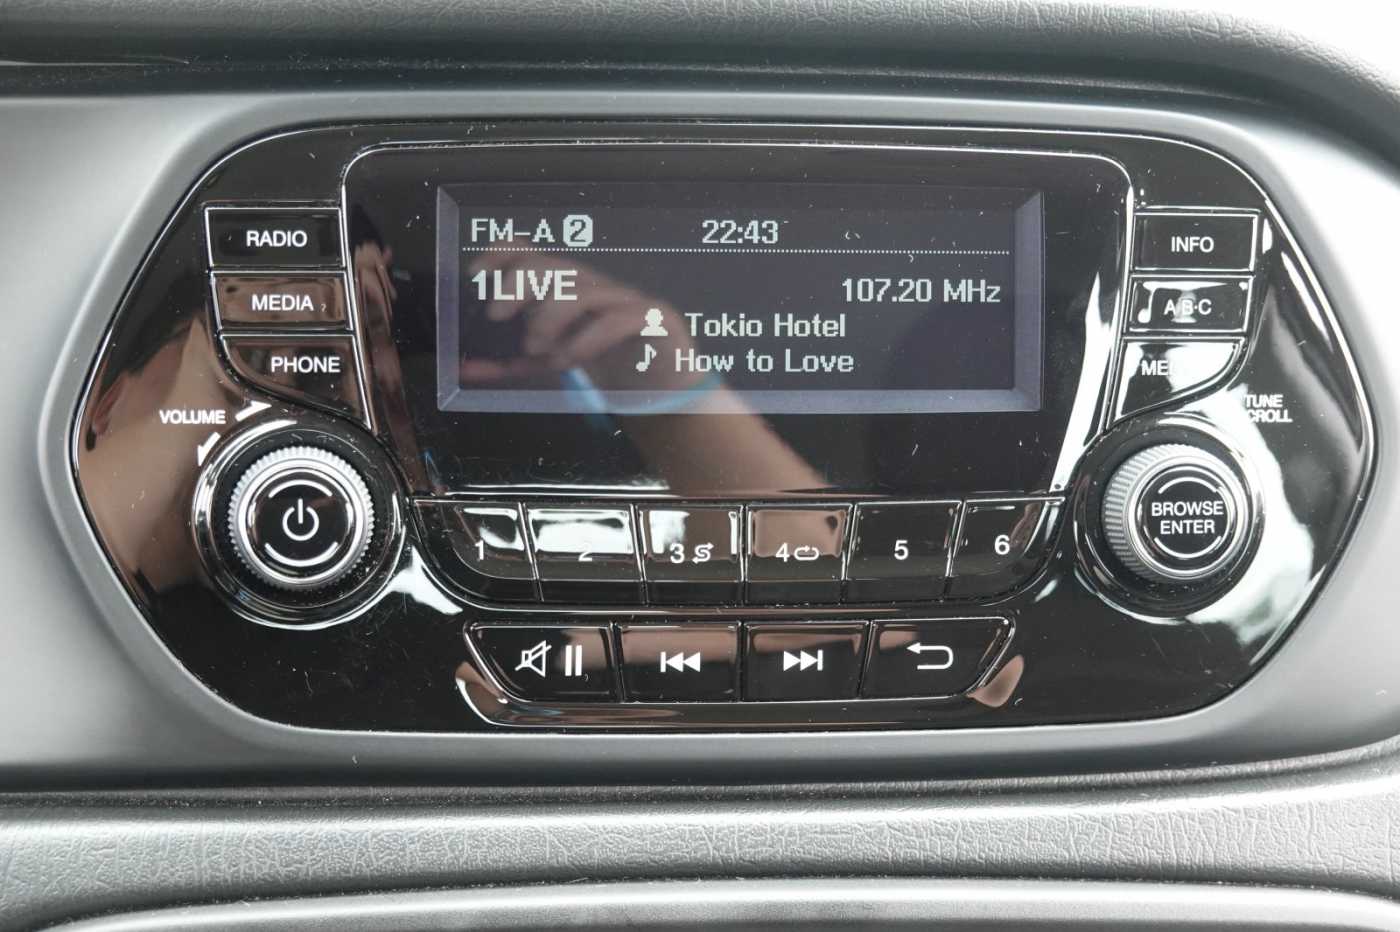 FM-A 2 22:43
1LIVE 107.20 MHz
Tokio Hotel
How to Love
RADIO
MEDIA
PHONE
VOLUME
INFO
A·B·C
TUNE
BROWSE
ENTER
1 2 3 4 5 6